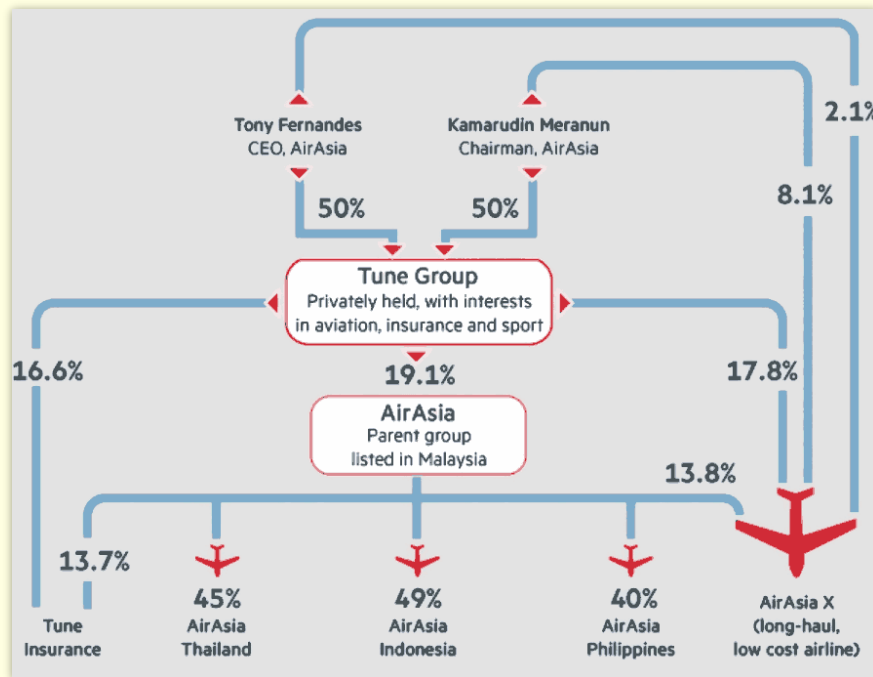 2.1%
Tony Fernandes
CEO, AirAsia
Kamarudin Meranun
Chairman, AirAsia
8.1%
50%
50%
Tune Group
Privately held, with interests
in aviation, insurance and sport
16.6%
19.1%
17.8%
AirAsia
Parent group
listed in Malaysia
13.8%
13.7%
45%
AirAsia
Thailand
49%
AirAsia
Indonesia
40%
AirAsia
Philippines
Tune
Insurance
AirAsia X
(long-haul,
low cost airline)